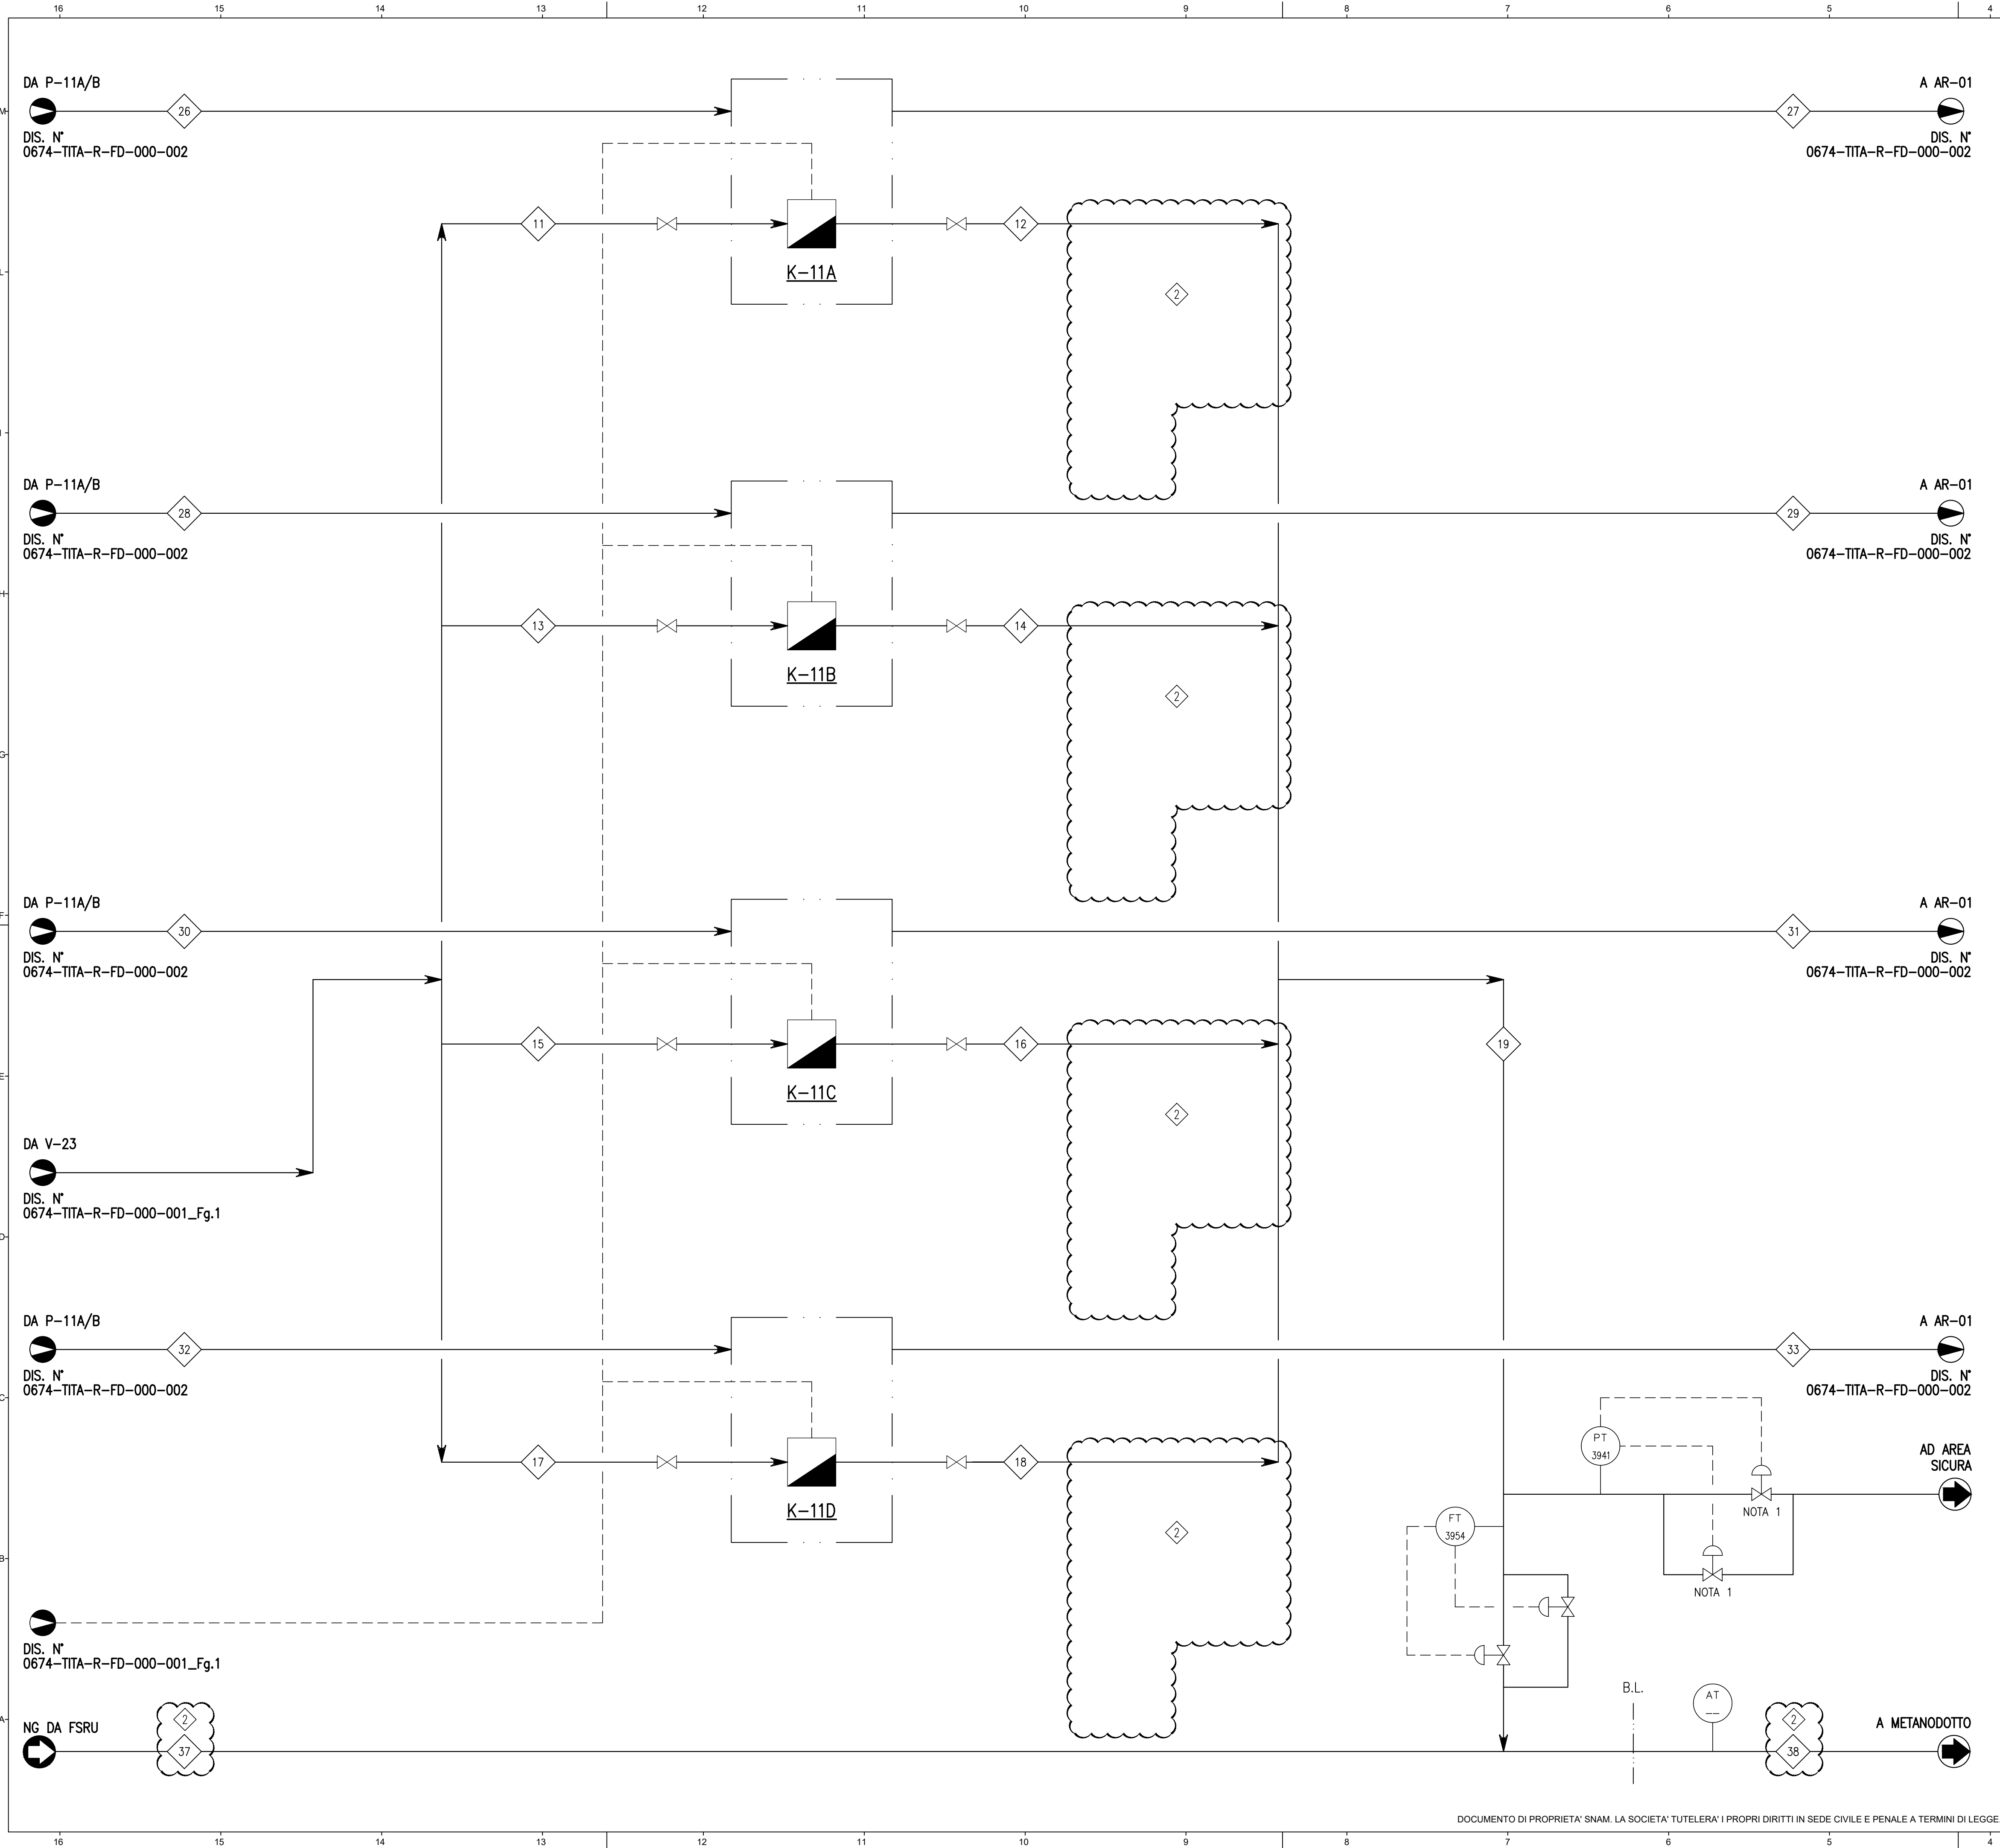 16 15 14 13 12 11 10 9 8 7 6 5 4
DA P-11A/B
A AR-01
M
26
27
DIS. N°
0674-TITA-R-FD-000-002
DIS. N°
0674-TITA-R-FD-000-002
11
12
L
K-11A
2
I
DA P-11A/B
A AR-01
28
29
DIS. N°
0674-TITA-R-FD-000-002
DIS. N°
0674-TITA-R-FD-000-002
H
13
14
K-11B
2
G
DA P-11A/B
A AR-01
F
30
31
DIS. N°
0674-TITA-R-FD-000-002
DIS. N°
0674-TITA-R-FD-000-002
15
16
19
E
K-11C
2
DA V-23
DIS. N°
0674-TITA-R-FD-000-001_Fg.1
D
DA P-11A/B
A AR-01
32
33
DIS. N°
0674-TITA-R-FD-000-002
DIS. N°
0674-TITA-R-FD-000-002
C
PT
3941
AD AREA
SICURA
17
18
NOTA 1
K-11D
2
FT
3954
B
NOTA 1
DIS. N°
0674-TITA-R-FD-000-001_Fg.1
B.L.
AT
__
A
2
2
NG DA FSRU
A METANODOTTO
37
38
DOCUMENTO DI PROPRIETA' SNAM. LA SOCIETA' TUTELERA' I PROPRI DIRITTI IN SEDE CIVILE E PENALE A TERMINI DI LEGGE.
16 15 14 13 12 11 10 9 8 7 6 5 4